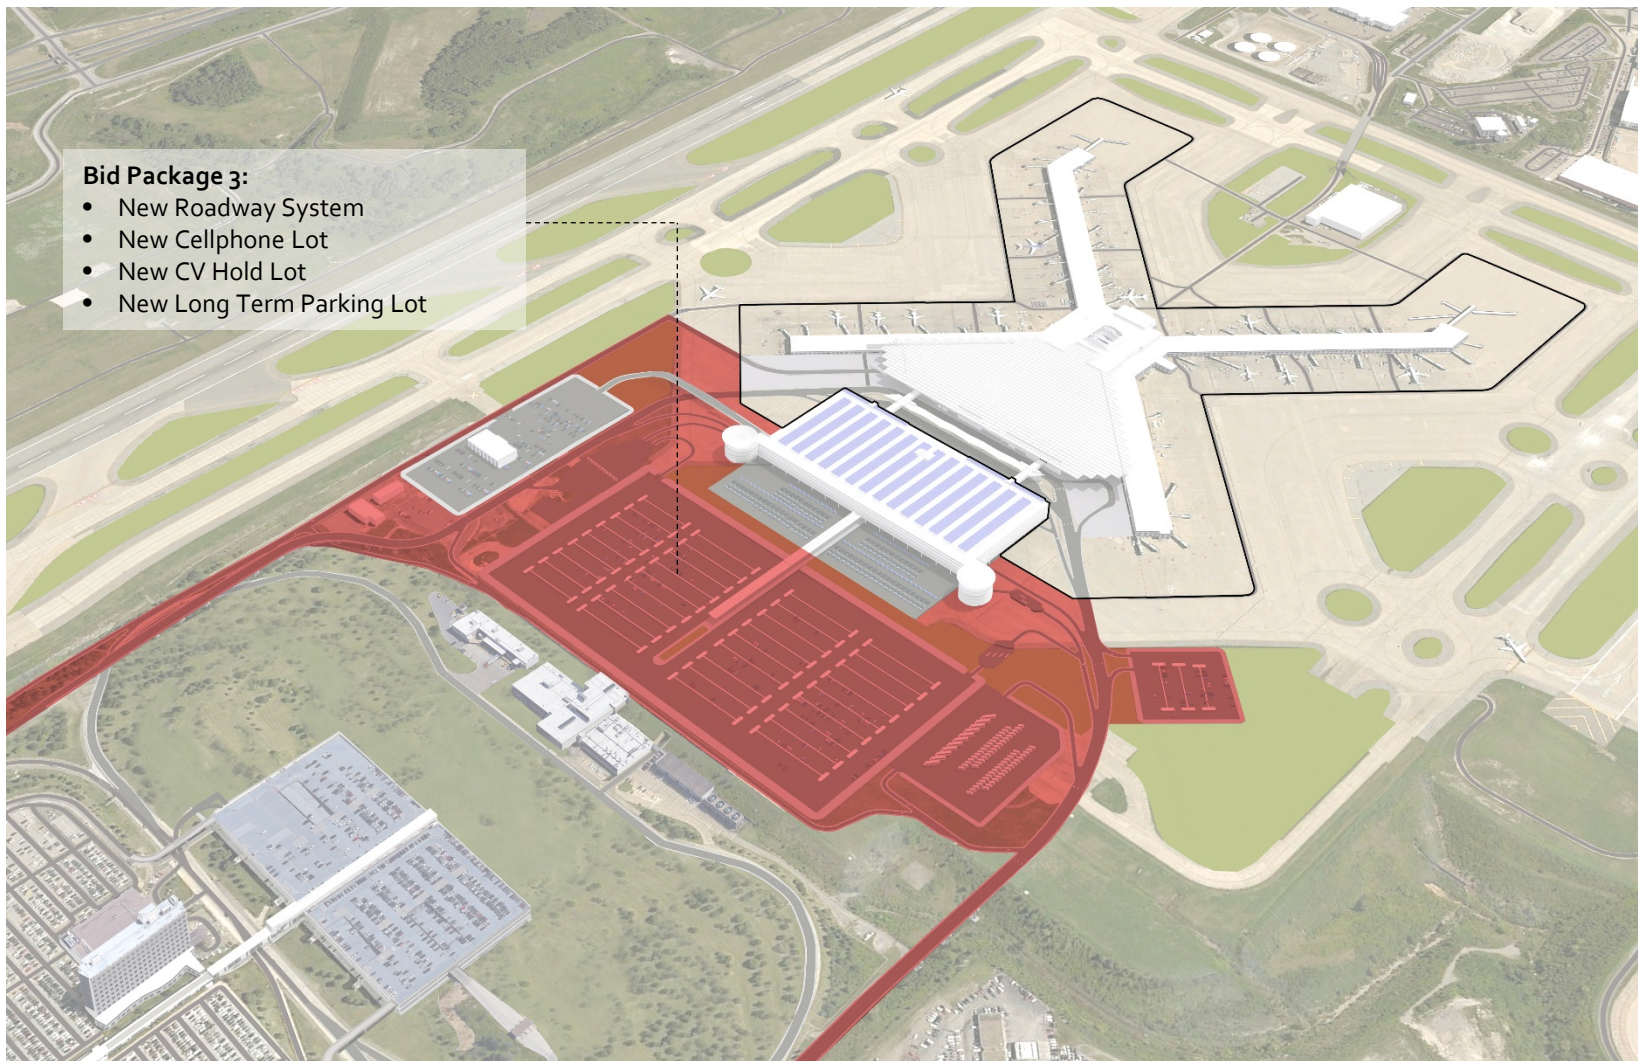 Bid Package 3:
• New Roadway System
• New Cellphone Lot
• New CV Hold Lot
• New Long Term Parking Lot